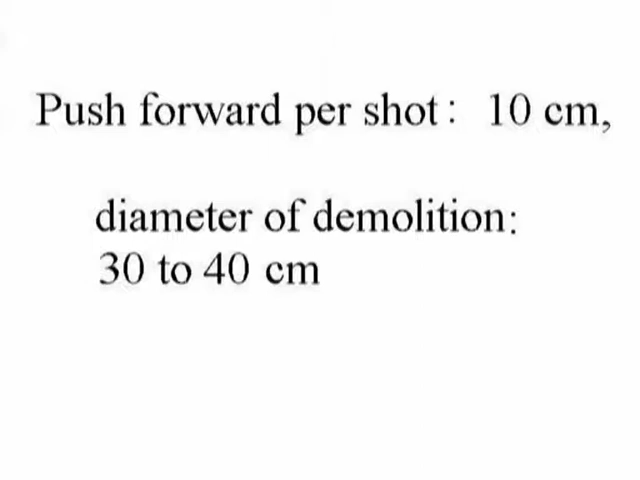 Push forward per shot: 10 cm,
diameter of demolition:
30 to 40 cm